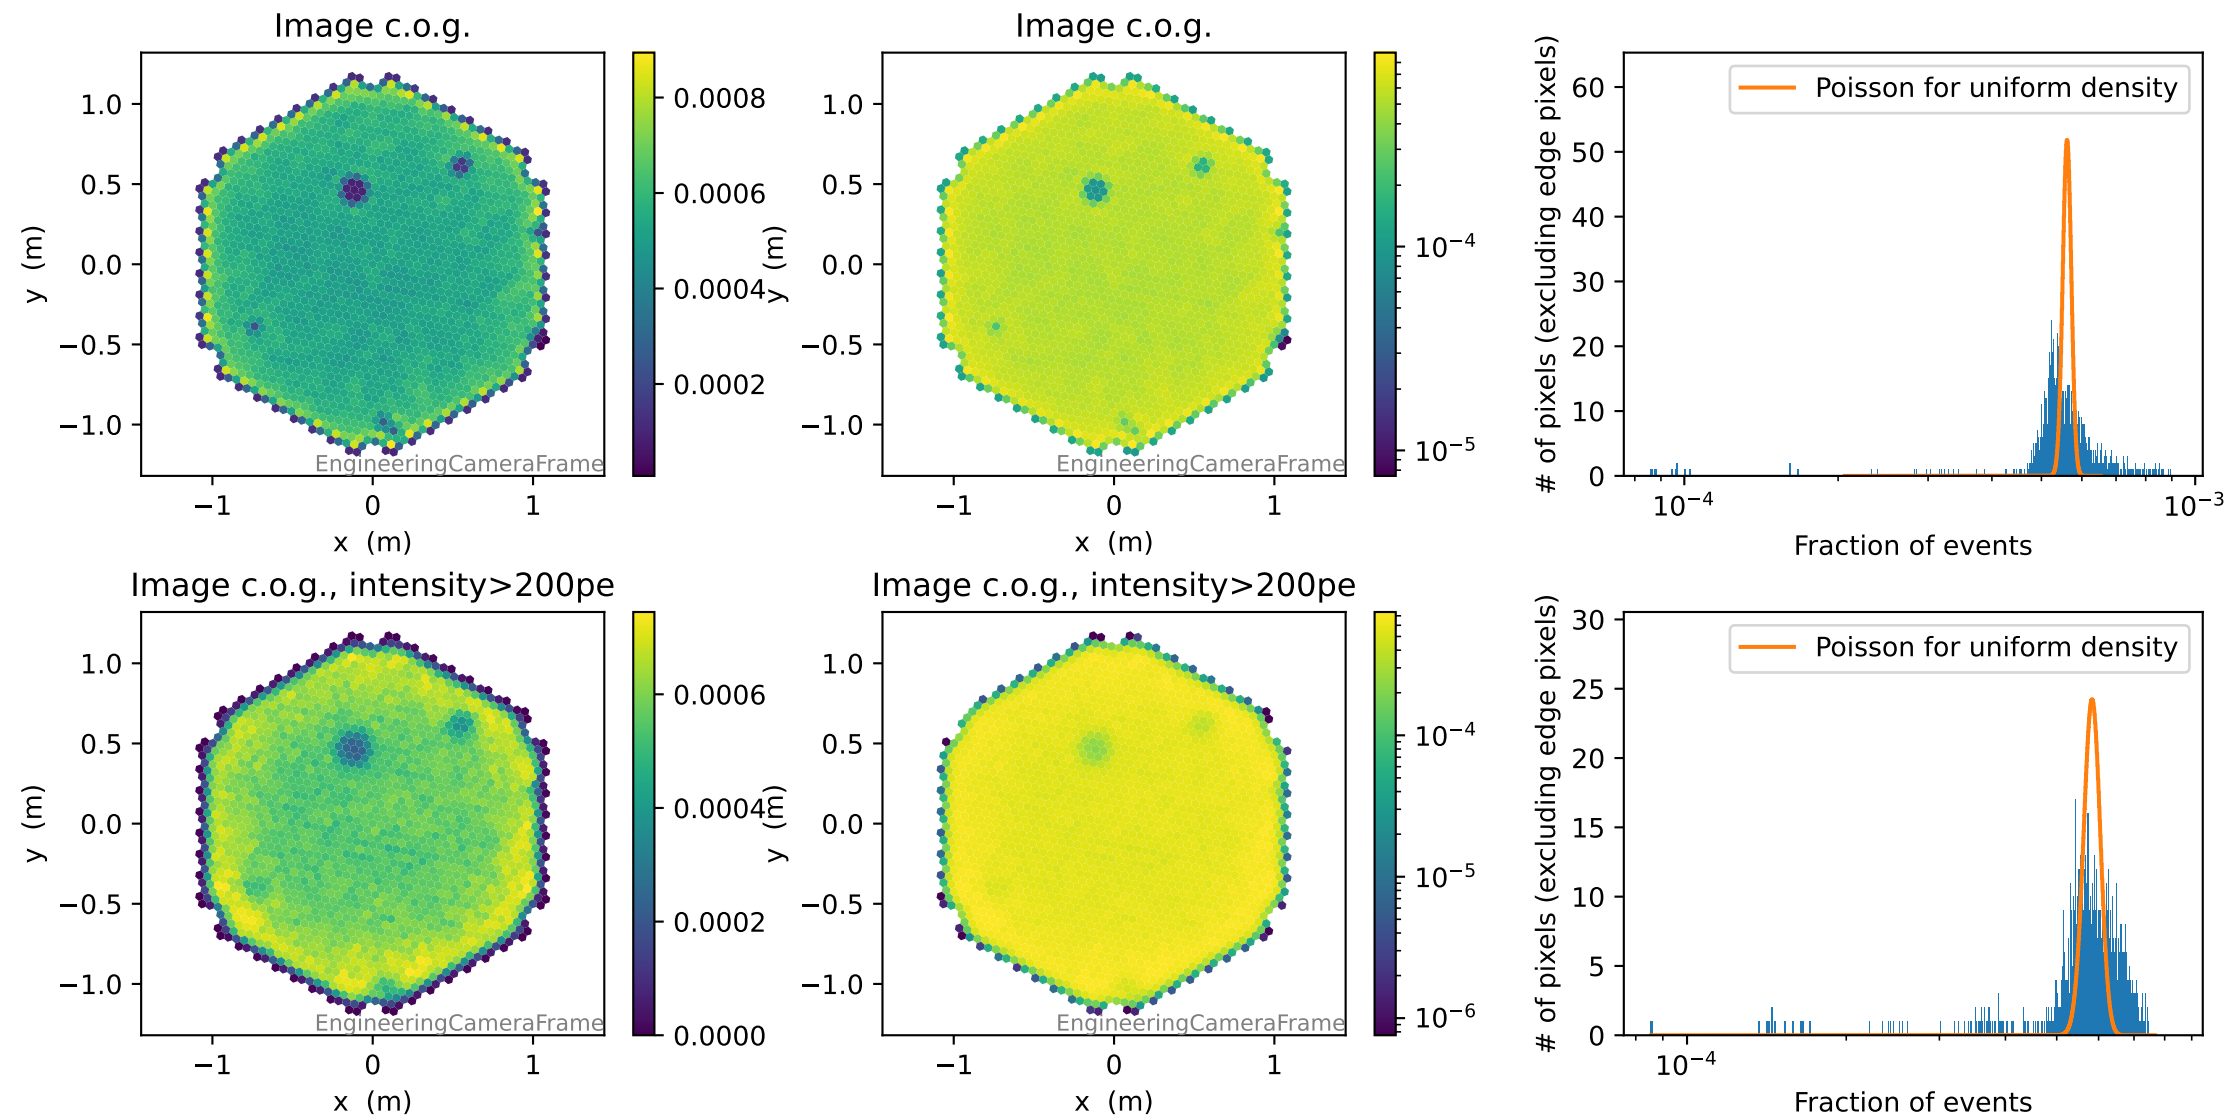 Image c.o.g.
1.0
0.5
0.0
−0.5
−1.0
y (m)
−1
0
1
x (m)
EngineeringCameraFrame
0.0008
0.0006
0.0004
0.0002
Image c.o.g.
1.0
0.5
0.0
−0.5
−1.0
y (m)
−1
0
1
x (m)
EngineeringCameraFrame
10⁻⁴
10⁻⁵
# of pixels (excluding edge pixels)
60
50
40
30
20
10
0
Poisson for uniform density
10⁻⁴
10⁻³
Fraction of events
Image c.o.g., intensity>200pe
1.0
0.5
0.0
−0.5
−1.0
y (m)
−1
0
1
x (m)
EngineeringCameraFrame
0.0006
0.0004
0.0002
0.0000
Image c.o.g., intensity>200pe
1.0
0.5
0.0
−0.5
−1.0
y (m)
−1
0
1
x (m)
EngineeringCameraFrame
10⁻⁴
10⁻⁵
10⁻⁶
# of pixels (excluding edge pixels)
30
25
20
15
10
5
0
Poisson for uniform density
10⁻⁴
Fraction of events